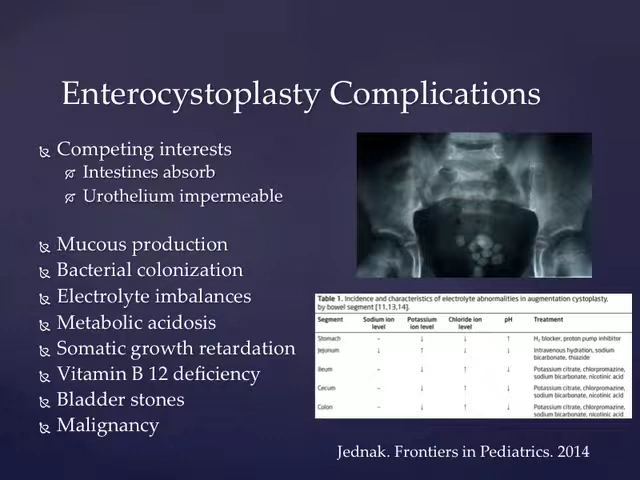 Enterocystoplasty Complications
Competing interests
Intestines absorb
Urothelium impermeable
Mucous production
Bacterial colonization
Electrolyte imbalances
Metabolic acidosis
Somatic growth retardation
Vitamin B 12 deficiency
Bladder stones
Malignancy
Table 1. Incidence and characteristics of electrolyte abnormalities in augmentation cystoplasty,
by bowel segment [11,13,14].
Segment Sodium ion level Potassium ion level Chloride ion level pH Treatment
Stomach – ↓ ↓ ↑ H₂ blocker, proton pump inhibitor
Jejonum ↓ ↑ ↓ ↓ Intravenous hydration, sodium
bicarbonate, thiazide
Ileum – ↓ ↑ ↓ Potassium citrate, chlorpromazine,
sodium bicarbonate, nicotinic acid
Cecum – ↓ ↑ ↓ Potassium citrate, chlorpromazine,
sodium bicarbonate, nicotinic acid
Colon – ↓ ↑ ↓ Potassium citrate, chlorpromazine,
sodium bicarbonate, nicotinic acid
Jednak. Frontiers in Pediatrics. 2014